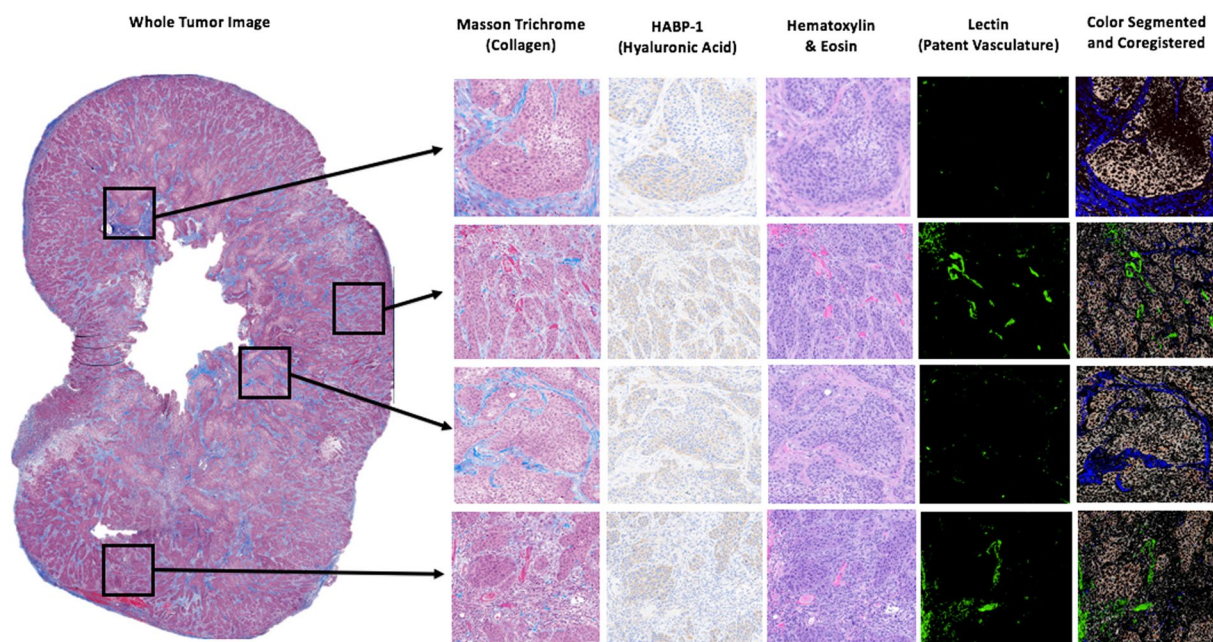 Whole Tumor Image
Masson Trichrome
(Collagen)
HABP-1
(Hyaluronic Acid)
Hematoxylin
& Eosin
Lectin
(Patent Vasculature)
Color Segmented
and Coregistered